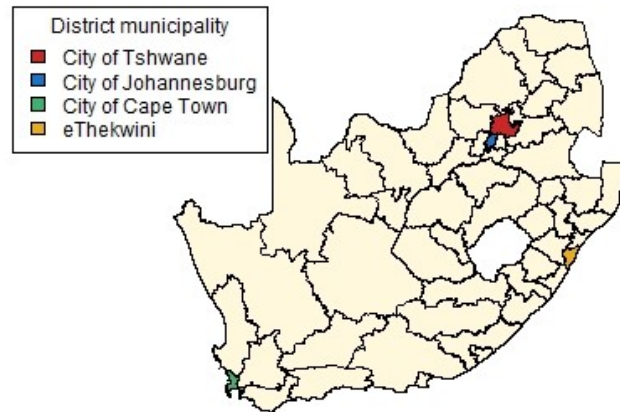 District municipality
City of Tshwane
City of Johannesburg
City of Cape Town
eThekwini